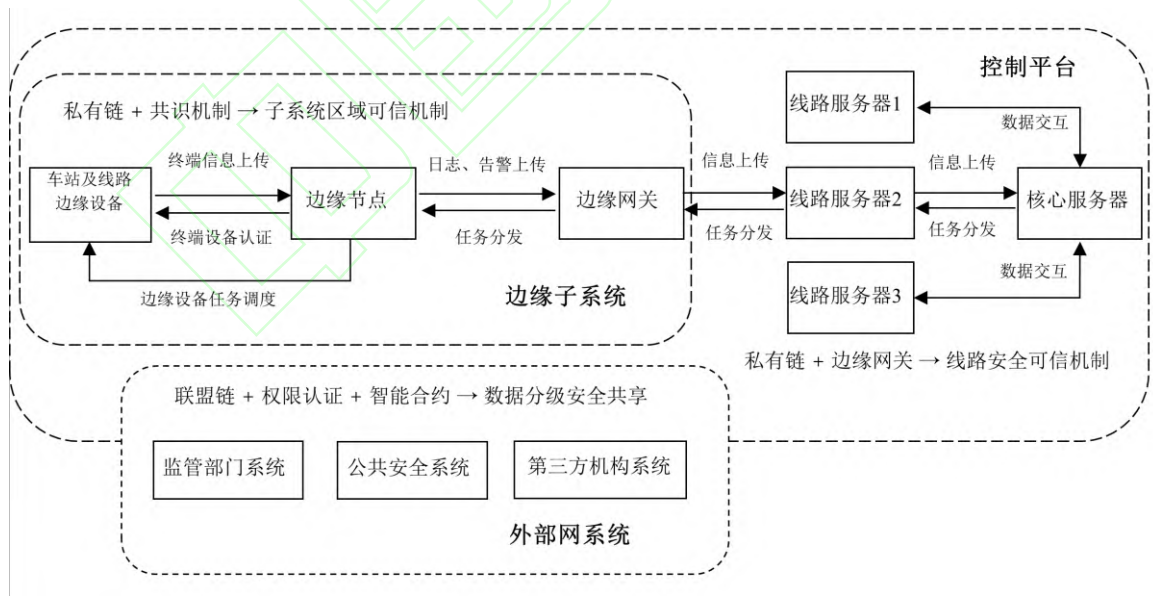 控制平台
私有链 + 共识机制 → 子系统区域可信机制
车站及线路
边缘设备
终端信息上传
终端设备认证
边缘节点
日志、告警上传
任务分发
边缘网关
边缘设备任务调度
边缘子系统
信息上传
任务分发
线路服务器1
线路服务器2
线路服务器3
数据交互
信息上传
任务分发
核心服务器
数据交互
私有链 + 边缘网关 → 线路安全可信机制
联盟链 + 权限认证 + 智能合约 → 数据分级安全共享
监管部门系统
公共安全系统
第三方机构系统
外部网系统